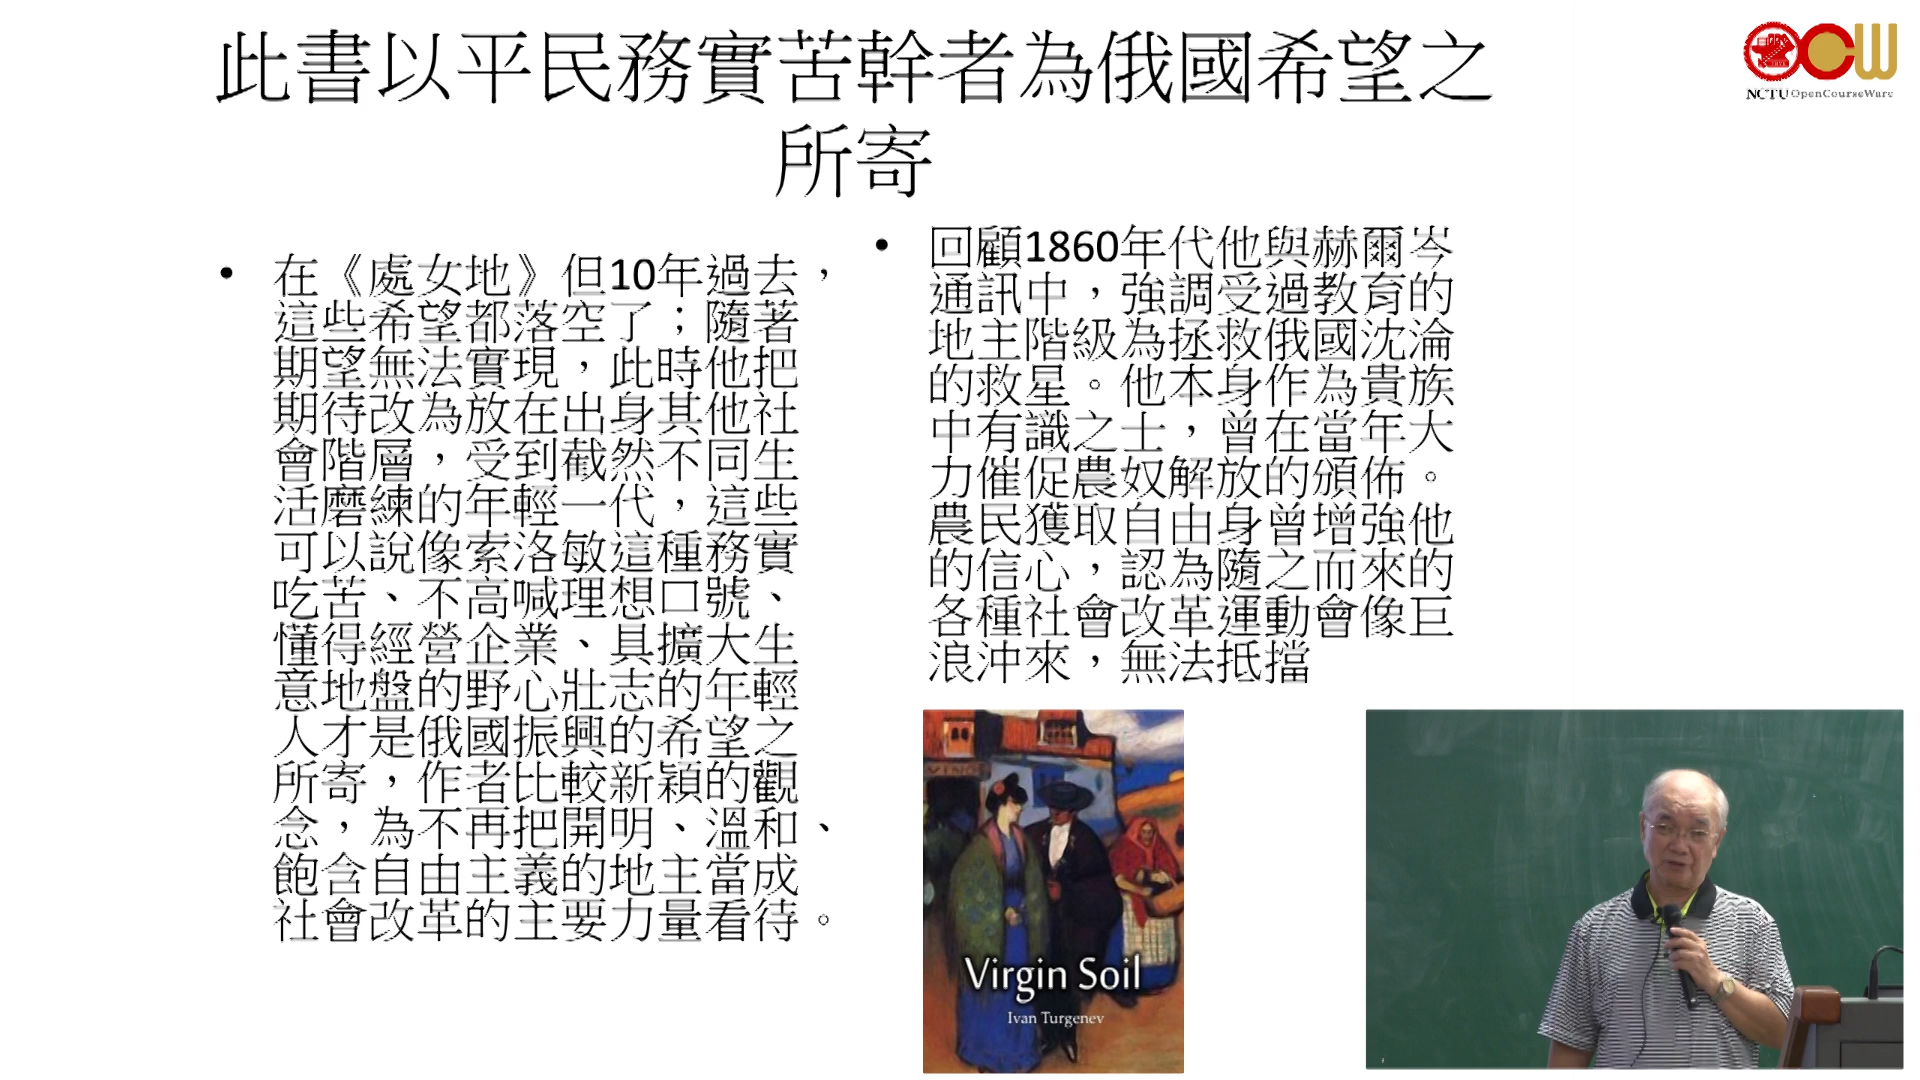 此書以平民務實苦幹者為俄國希望之
所寄
• 在《處女地》但10年過去，
這些希望都落空了；隨著
期望無法實現，此時他把
期待改為放在出身其他社
會階層，受到截然不同生
活磨練的年輕一代，這些
可以說像索洛敏這種務實
吃苦、不高喊理想口號、
懂得經營企業、具擴大生
意地盤的野心壯志的年輕
人才是俄國振興的希望之
所寄，作者比較新穎的觀
念，為不再把開明、溫和、
飽含自由主義的地主當成
社會改革的主要力量看待。
• 回顧1860年代他與赫爾岑
通訊中，強調受過教育的
地主階級為拯救俄國沈淪
的救星。他本身作為貴族
中有識之士，曾在當年大
力催促農奴解放的頒佈。
農民獲取自由身曾增強他
的信心，認為隨之而來的
各種社會改革運動會像巨
浪沖來，無法抵擋
VINOS
Virgin Soil
Ivan Turgenev
OCW
NCTU OpenCourseWare